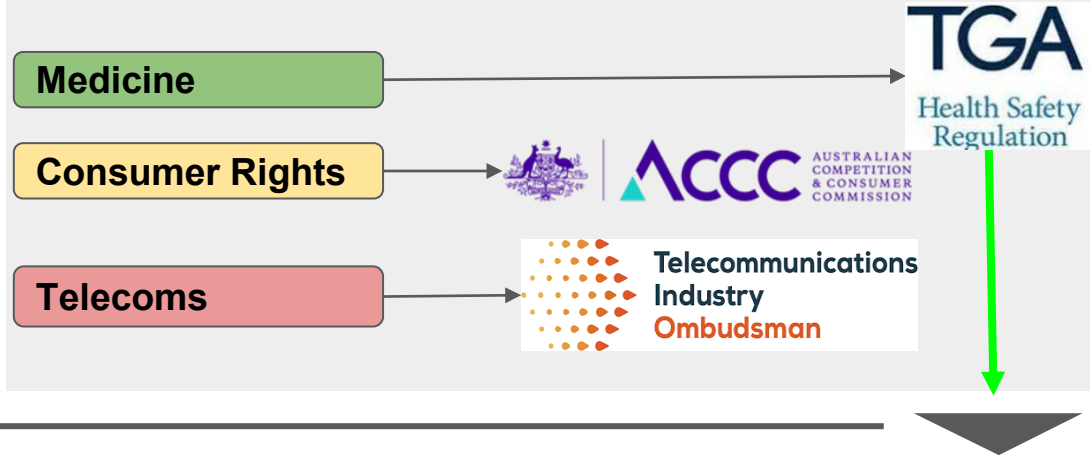 TGA
Health Safety
Regulation
Medicine
Consumer Rights
ACCC
AUSTRALIAN
COMPETITION
& CONSUMER
COMMISSION
Telecoms
Telecommunications
Industry
Ombudsman